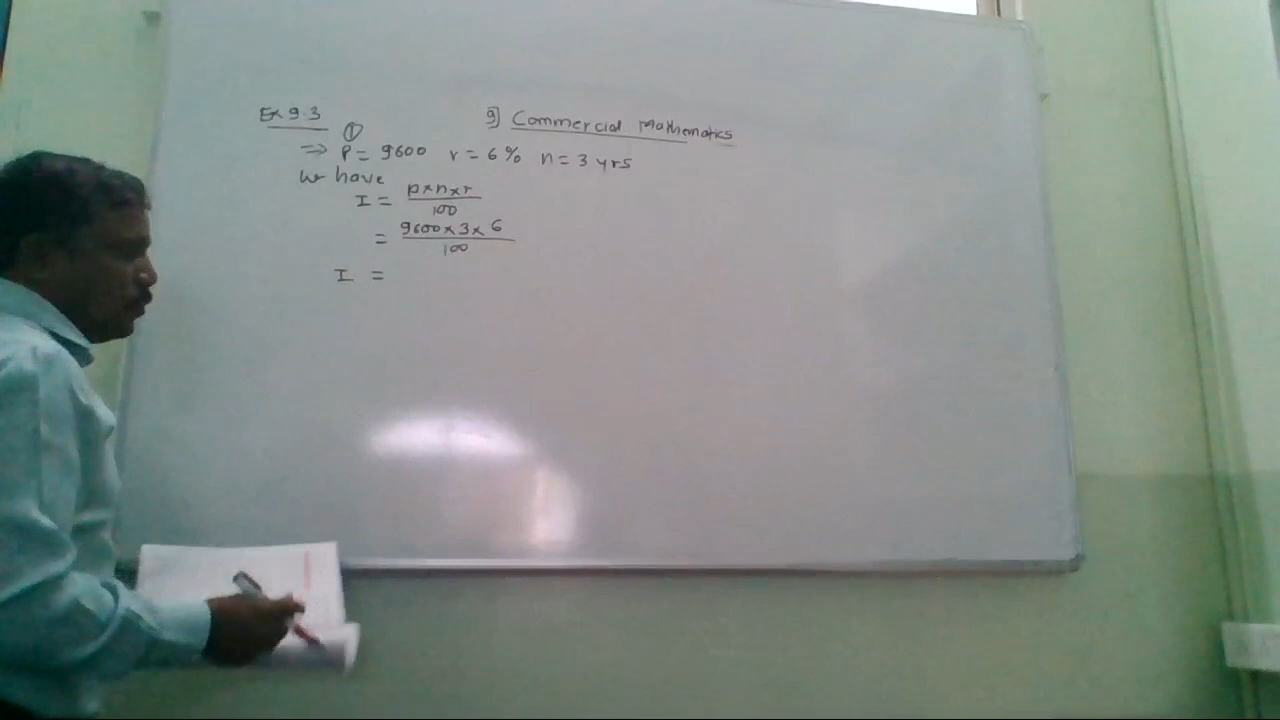 Ex 9.3
9] Commercial Mathematics
①
⇒ P = 9600 r = 6% n = 3 yrs
we have
I = p×n×r / 100
= 9600 × 3 × 6 / 100
I =